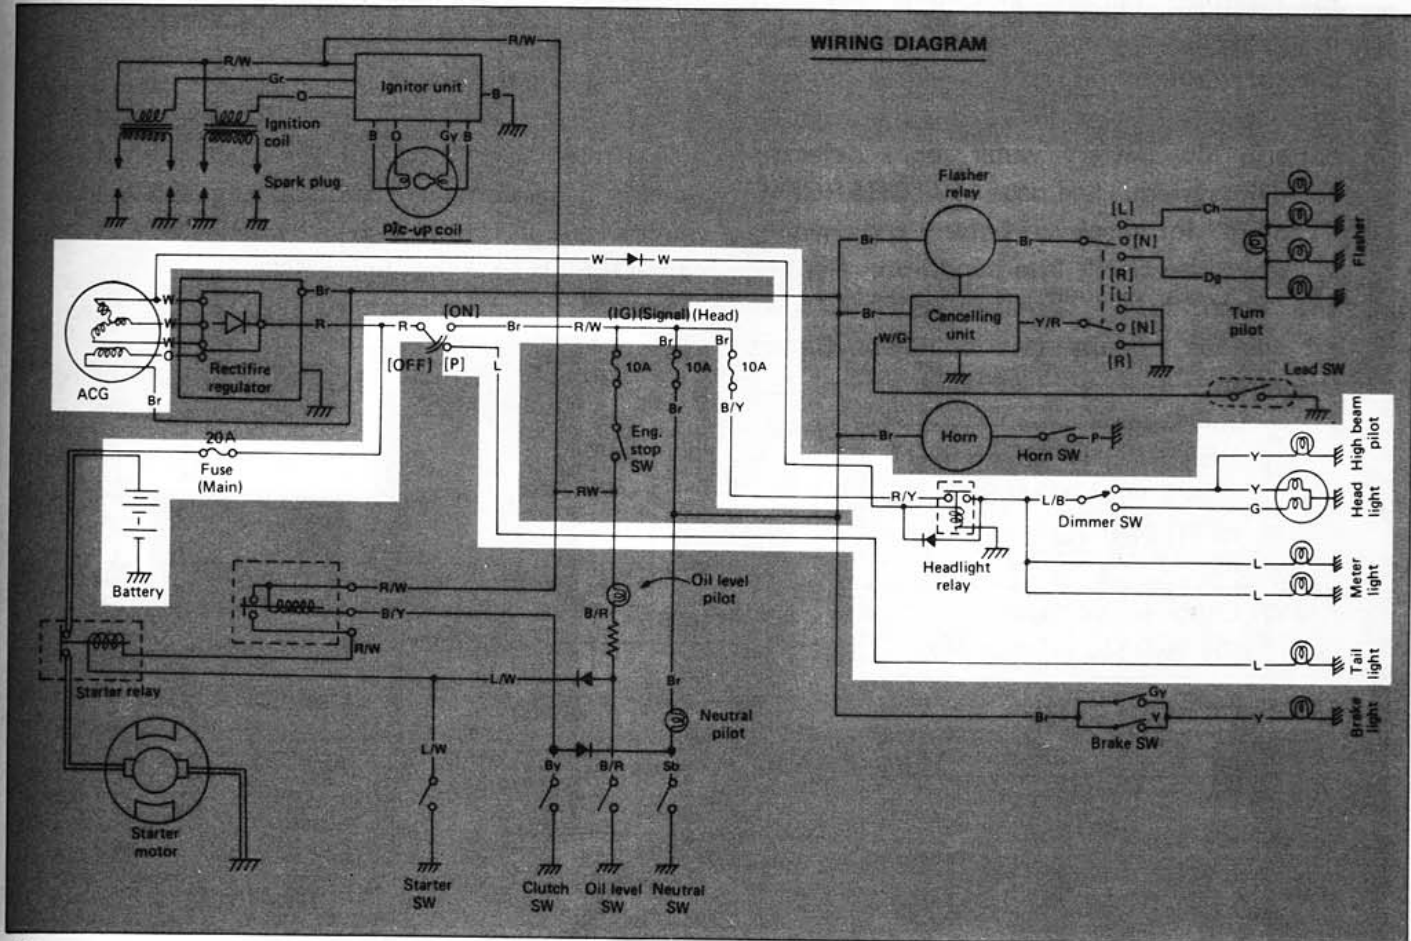 WIRING DIAGRAM
R/W
R/W
Gr
O
Ignitor unit
B
Ignition
coil
B O Gy B
Spark plug
pic-up coil
Flasher
relay
[L]
Ch
Br
Br
[N]
[R]
Dg
Flasher
[L]
Br
Cancelling
unit
Y/R
[N]
Turn
pilot
W/G
[R]
Lead SW
W
W
W
W
W
O
Br
R
Rectifire
regulator
ACG
Br
R
[ON]
[OFF]
[P]
Br
R/W
(IG)(Signal)(Head)
L
Br
Br
10A
10A
10A
Br
B/Y
Eng.
stop
SW
Br
Horn
Horn SW
P
20A
Fuse
(Main)
Battery
RW
R/Y
L/B
Dimmer SW
Y
Y
G
High beam
pilot
Head
light
Headlight
relay
L
L
Meter
light
L
Tail
light
R/W
B/Y
R/W
Oil level
pilot
B/R
Starter relay
L/W
Br
Neutral
pilot
Br
Gy
Y
Brake SW
Y
Brake
light
L/W
By
B/R
Sb
Starter
motor
Starter
SW
Clutch
SW
Oil level
SW
Neutral
SW